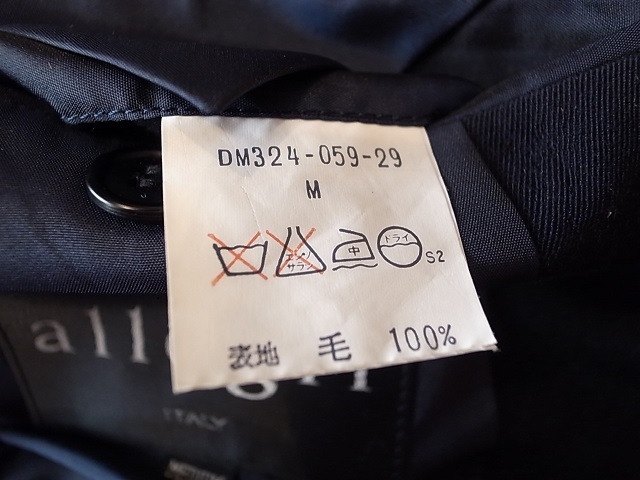 DM324-059-29
M
エンソ
サラシ
中
ドライ
S2
表地 毛 100%
ITALY